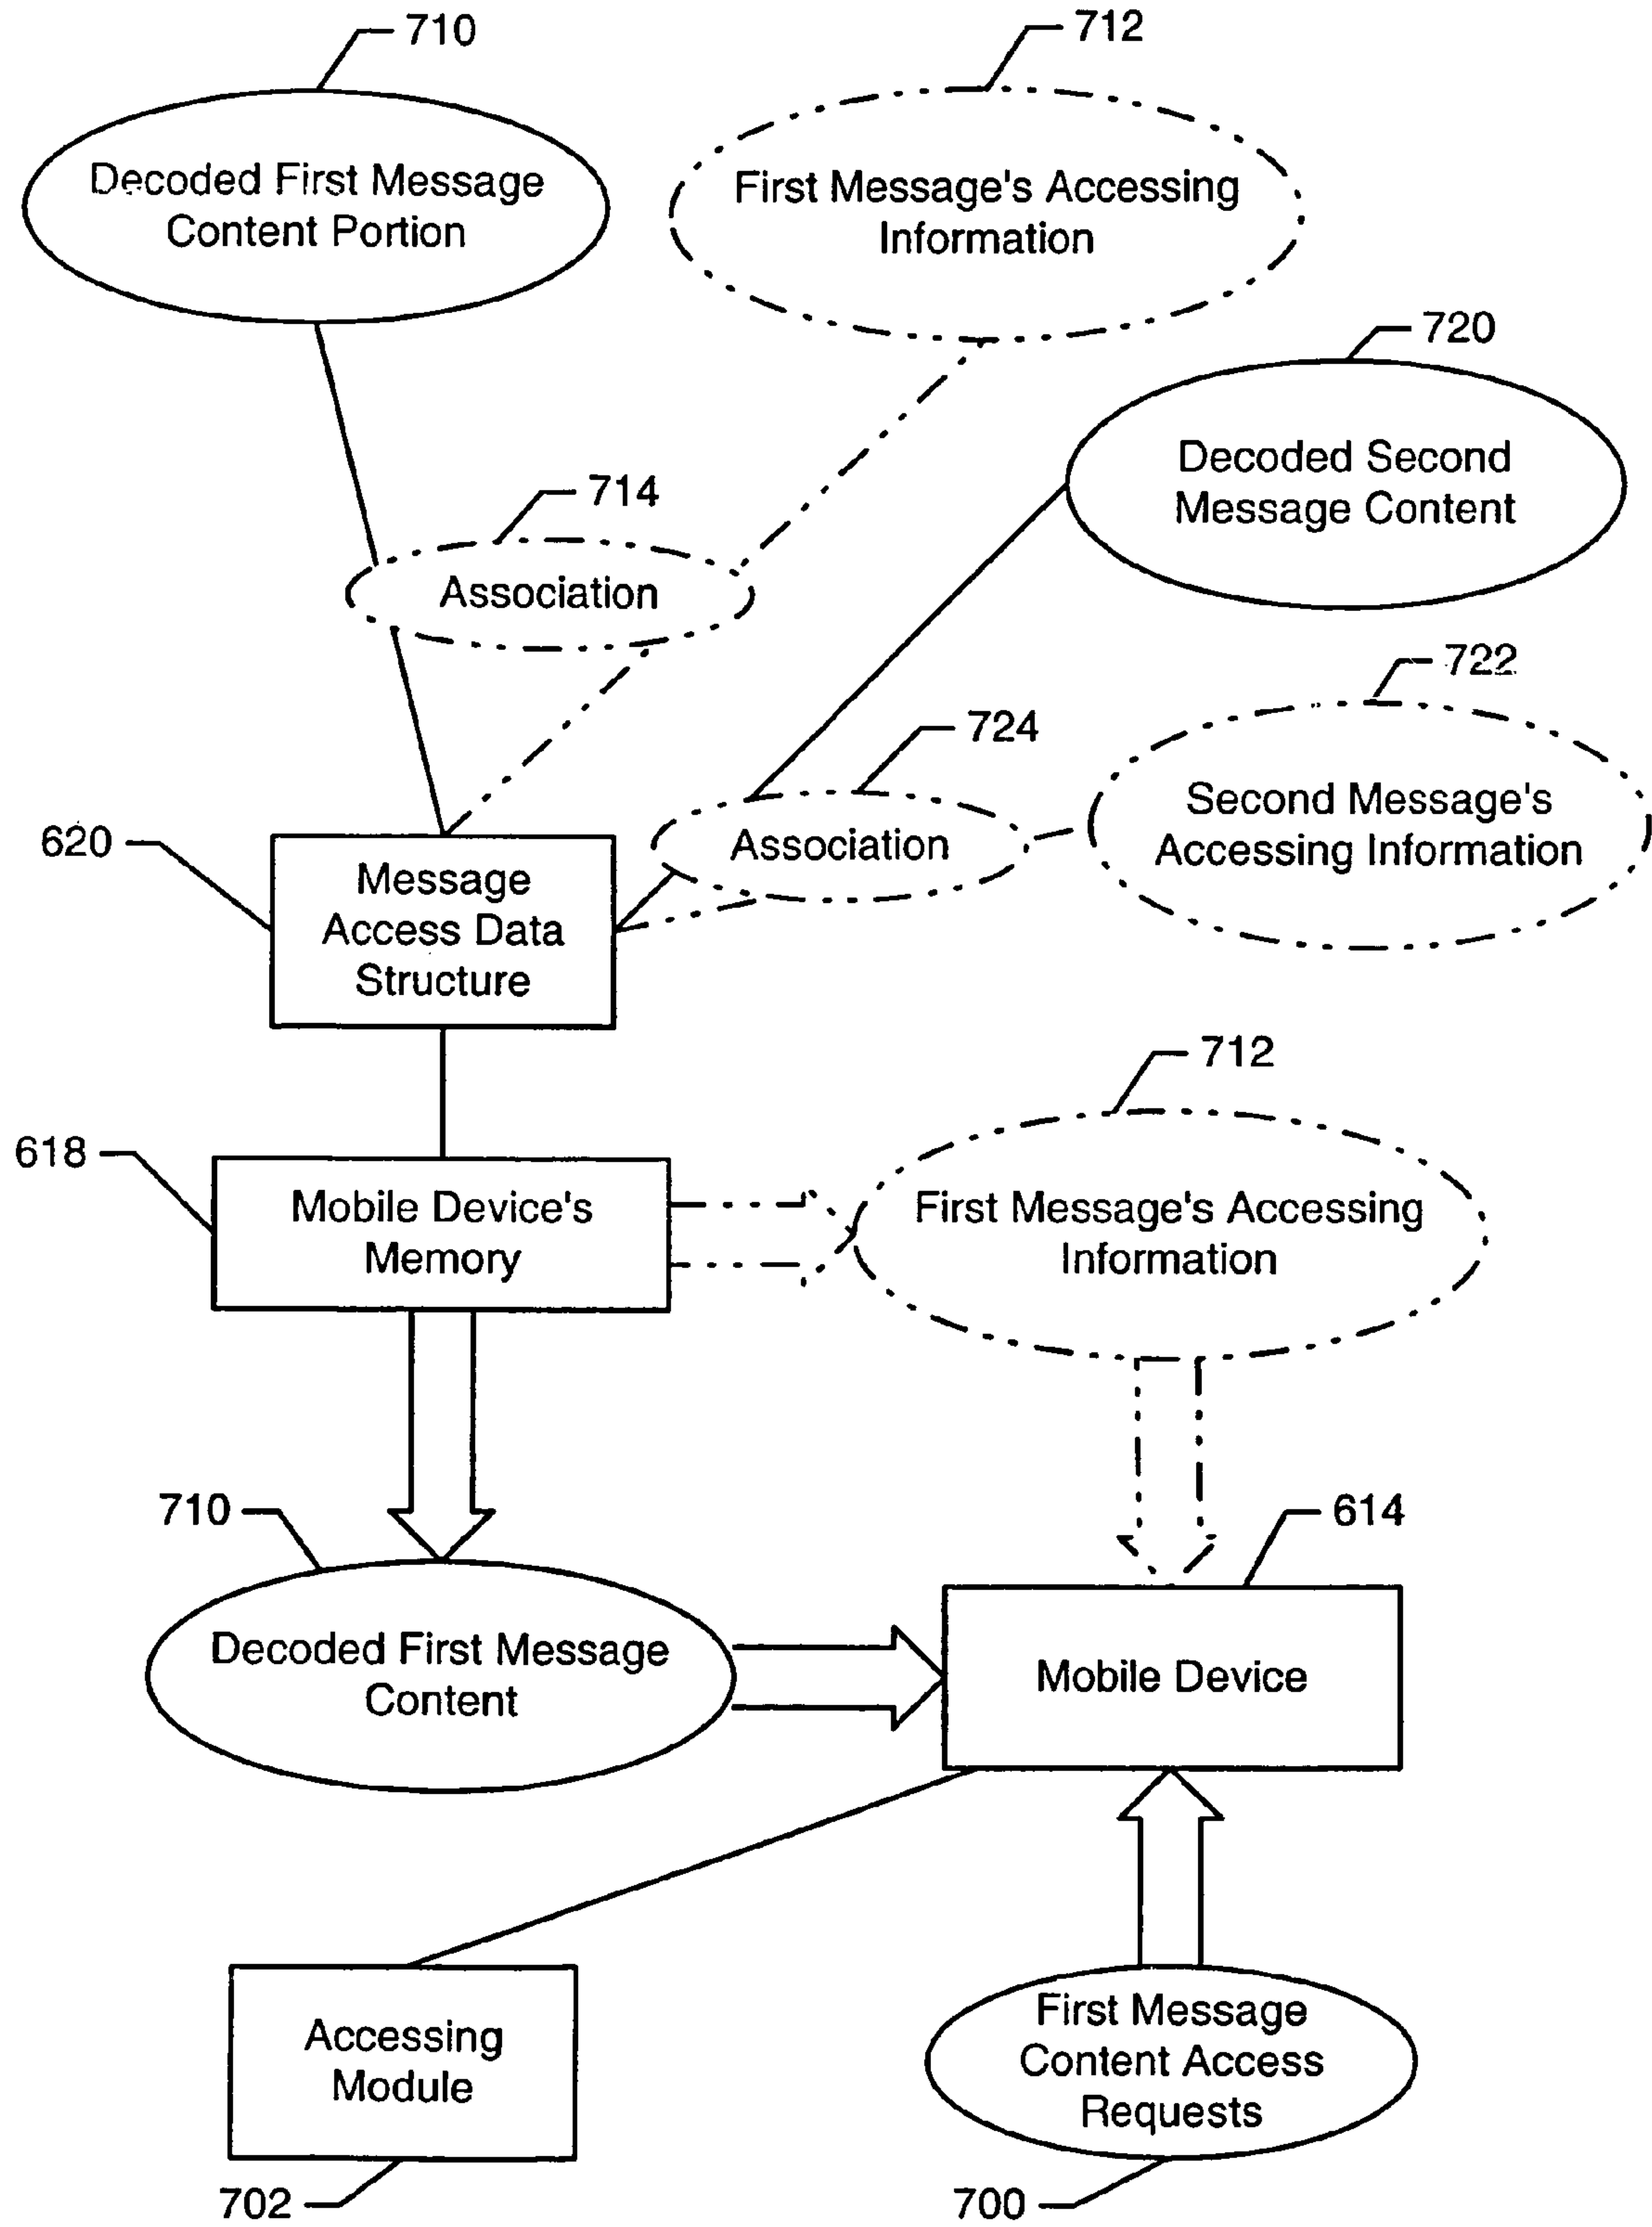 710
712
Decoded First Message
Content Portion
First Message's Accessing
Information
720
Decoded Second
Message Content
714
Association
722
724
Second Message's
Accessing Information
Association
620
Message
Access Data
Structure
712
618
Mobile Device's
Memory
First Message's Accessing
Information
710
614
Decoded First Message
Content
Mobile Device
Accessing
Module
First Message
Content Access
Requests
702
700